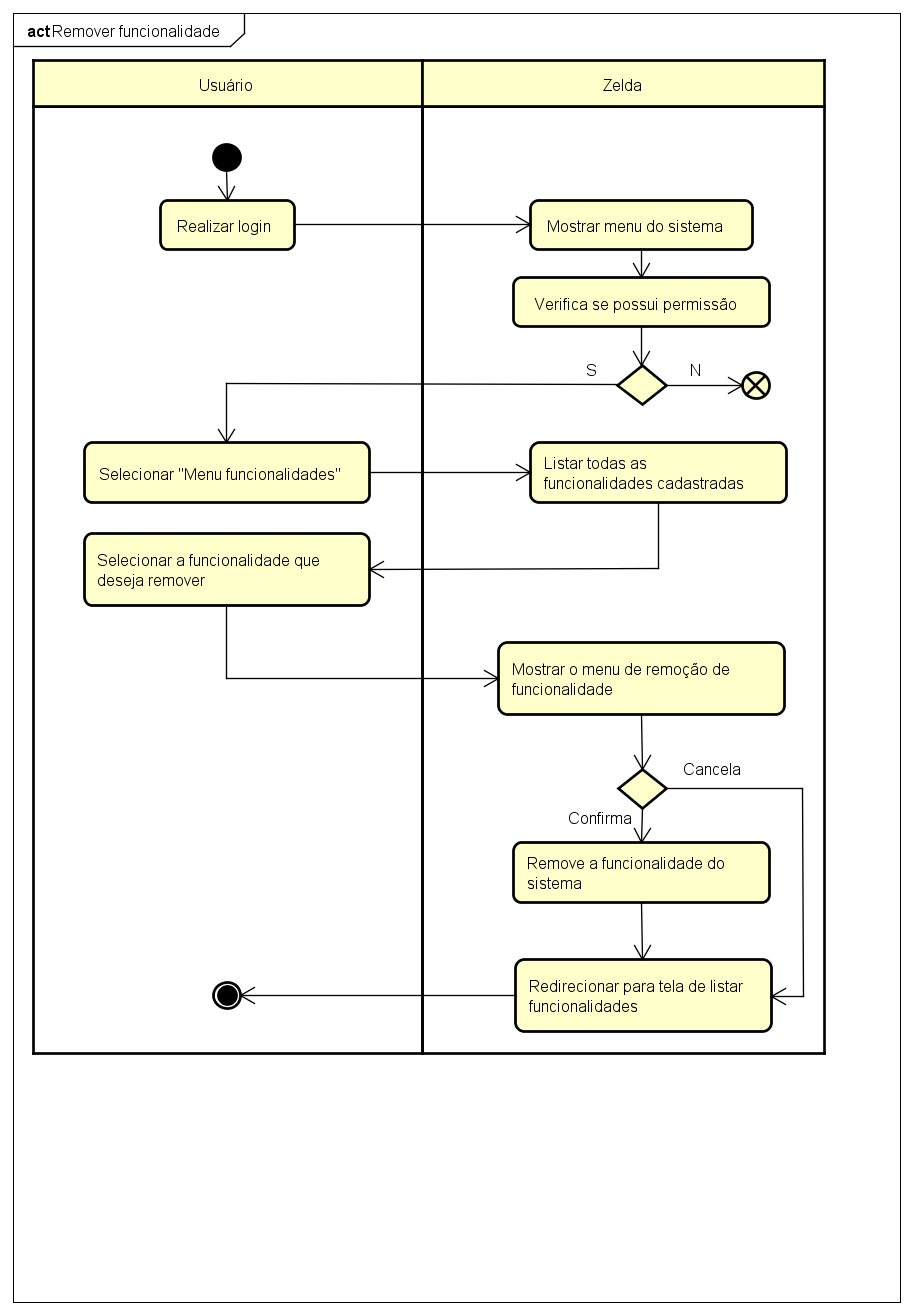 act Remover funcionalidade
Usuário
Zelda
Realizar login
Mostrar menu do sistema
Verifica se possui permissão
S
N
Selecionar "Menu funcionalidades"
Listar todas as
funcionalidades cadastradas
Selecionar a funcionalidade que
deseja remover
Mostrar o menu de remoção de
funcionalidade
Cancela
Confirma
Remove a funcionalidade do
sistema
Redirecionar para tela de listar
funcionalidades